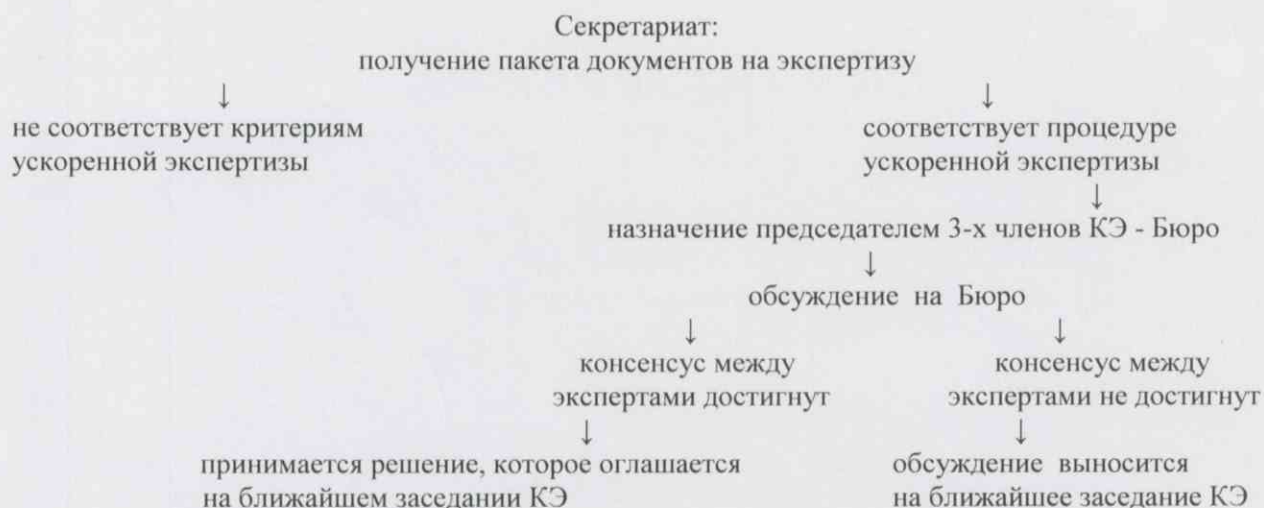 Секретариат:
получение пакета документов на экспертизу
↓ ↓
не соответствует критериям
ускоренной экспертизы
соответствует процедуре
ускоренной экспертизы
↓
назначение председателем 3-х членов КЭ - Бюро
↓
обсуждение на Бюро
↓ ↓
консенсус между
экспертами достигнут
консенсус между
экспертами не достигнут
↓ ↓
принимается решение, которое оглашается
на ближайшем заседании КЭ
обсуждение выносится
на ближайшее заседание КЭ